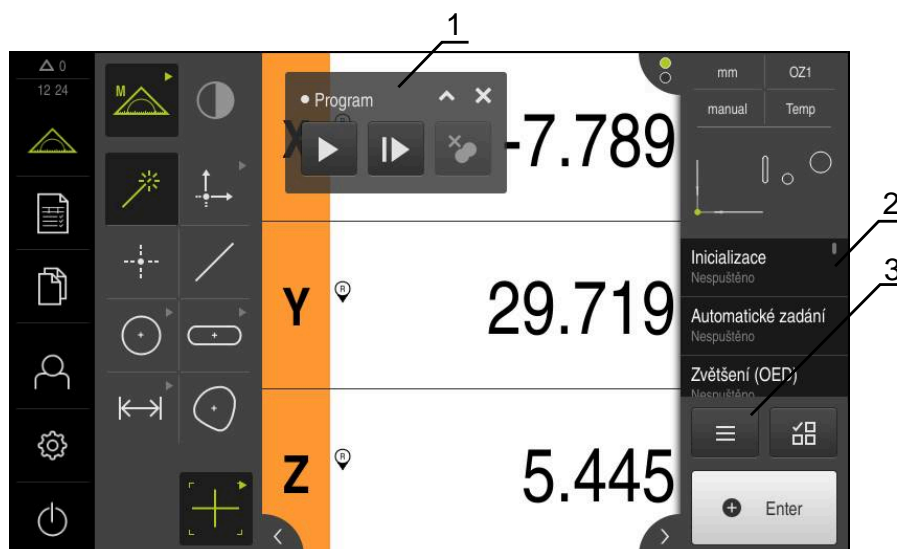 1
0
12 24
M
Program
X
-7.789
mm
OZ1
manual
Temp
2
3
Inicializace
Nespuštěno
Automatické zadání
Nespuštěno
Zvětšení (OED)
Nespuštěno
Y
R
29.719
Z
R
5.445
Enter